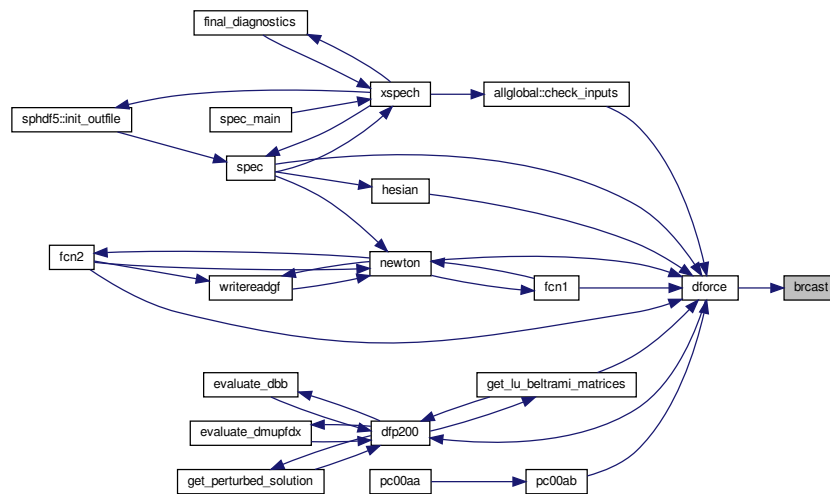 final_diagnostics
xspech
allglobal::check_inputs
sphdf5::init_outfile
spec_main
spec
hesian
fcn2
newton
writereadgf
fcn1
dforce
brcast
evaluate_dbb
get_lu_beltrami_matrices
evaluate_dmupfdx
dfp200
get_perturbed_solution
pc00aa
pc00ab